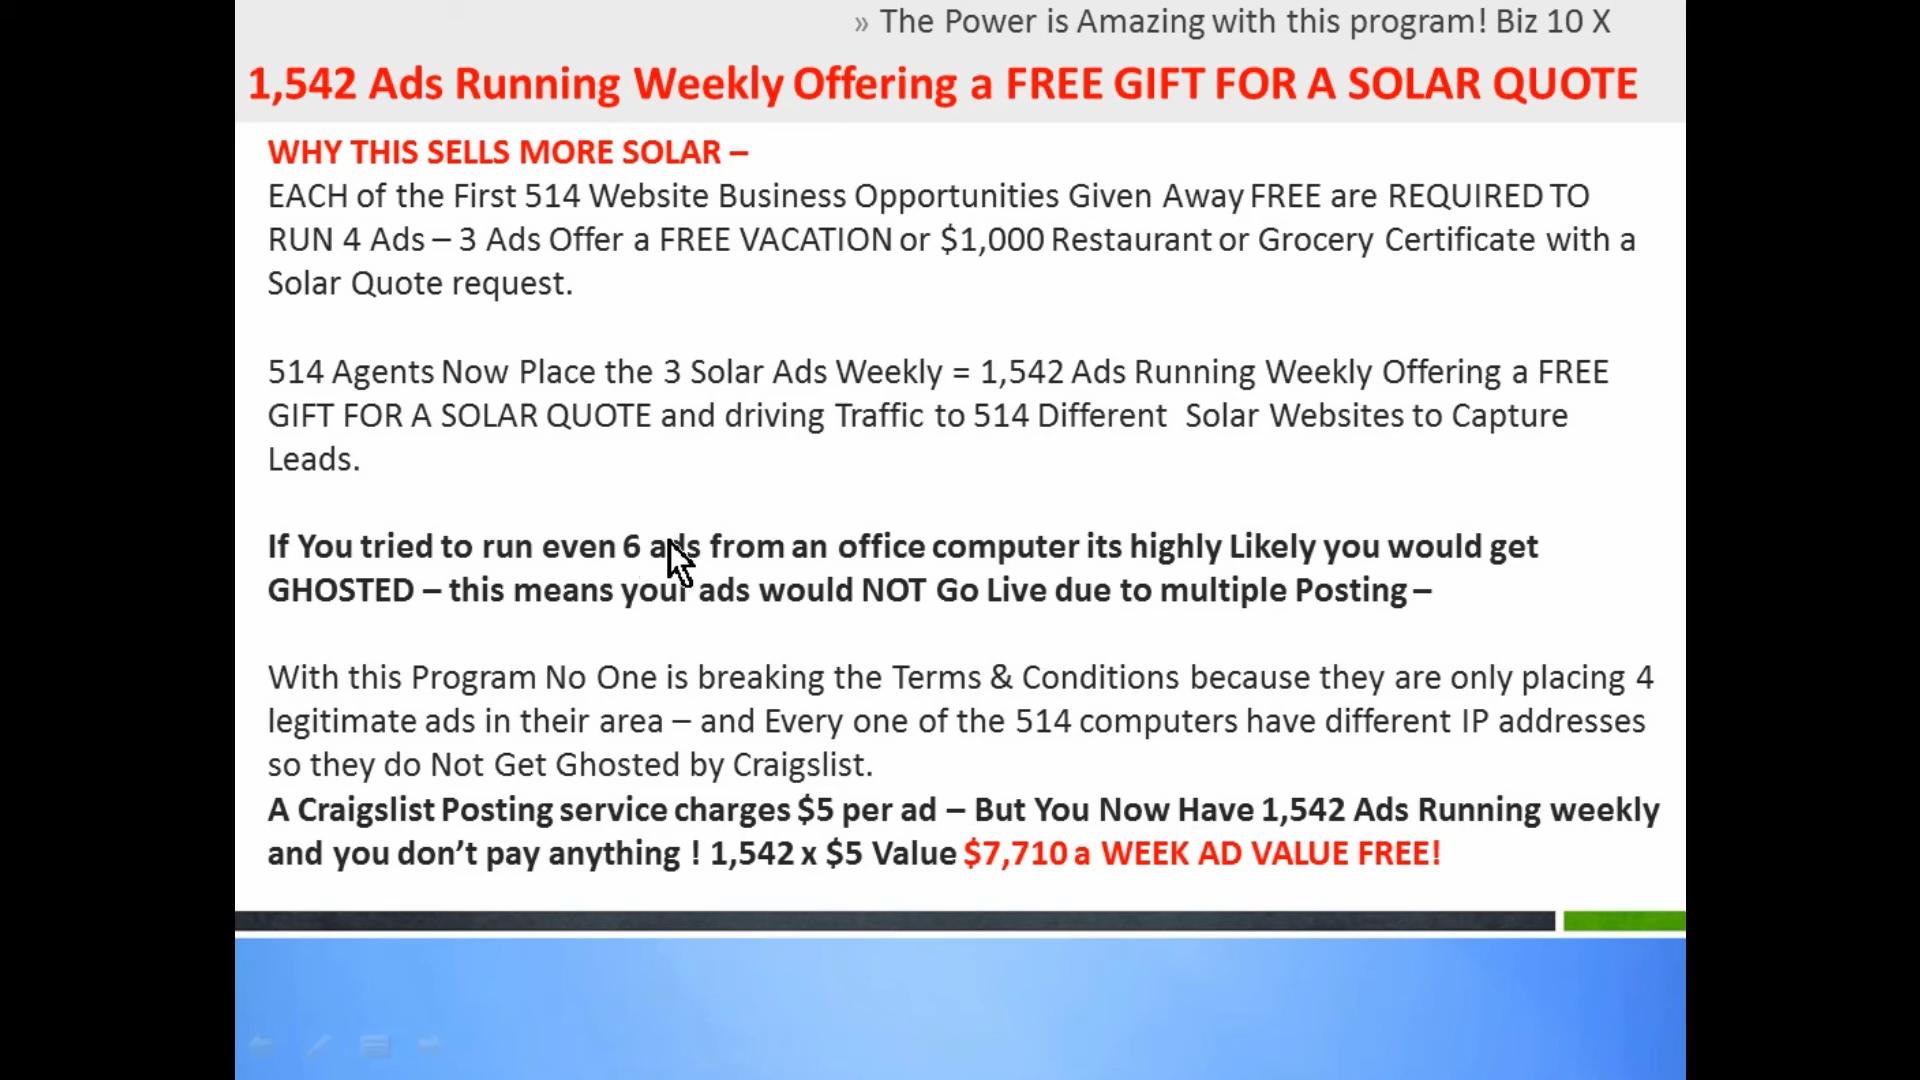 » The Power is Amazing with this program! Biz 10 X
1,542 Ads Running Weekly Offering a FREE GIFT FOR A SOLAR QUOTE
WHY THIS SELLS MORE SOLAR –
EACH of the First 514 Website Business Opportunities Given Away FREE are REQUIRED TO
RUN 4 Ads – 3 Ads Offer a FREE VACATION or $1,000 Restaurant or Grocery Certificate with a
Solar Quote request.
514 Agents Now Place the 3 Solar Ads Weekly = 1,542 Ads Running Weekly Offering a FREE
GIFT FOR A SOLAR QUOTE and driving Traffic to 514 Different Solar Websites to Capture
Leads.
If You tried to run even 6 ads from an office computer its highly Likely you would get
GHOSTED – this means your ads would NOT Go Live due to multiple Posting –
With this Program No One is breaking the Terms & Conditions because they are only placing 4
legitimate ads in their area – and Every one of the 514 computers have different IP addresses
so they do Not Get Ghosted by Craigslist.
A Craigslist Posting service charges $5 per ad – But You Now Have 1,542 Ads Running weekly
and you don’t pay anything ! 1,542 x $5 Value $7,710 a WEEK AD VALUE FREE!